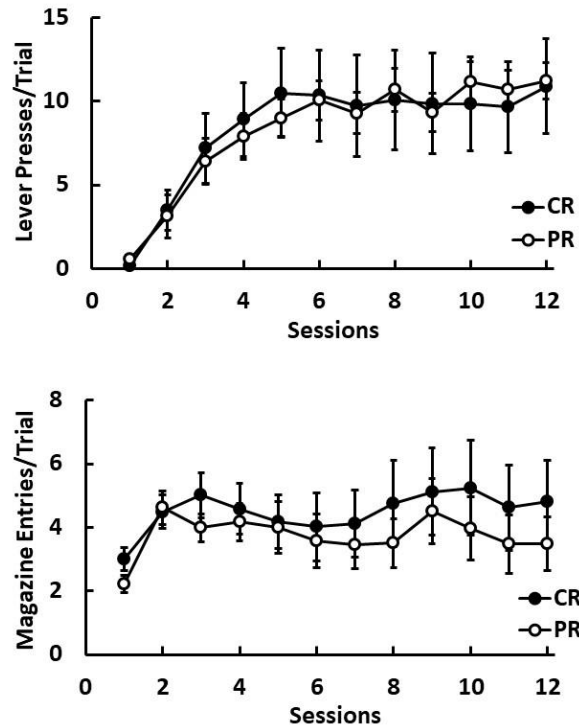 15
10
5
0
Lever Presses/Trial
CR
PR
0 2 4 6 8 10 12
Sessions
8
6
4
2
0
Magazine Entries/Trial
CR
PR
0 2 4 6 8 10 12
Sessions